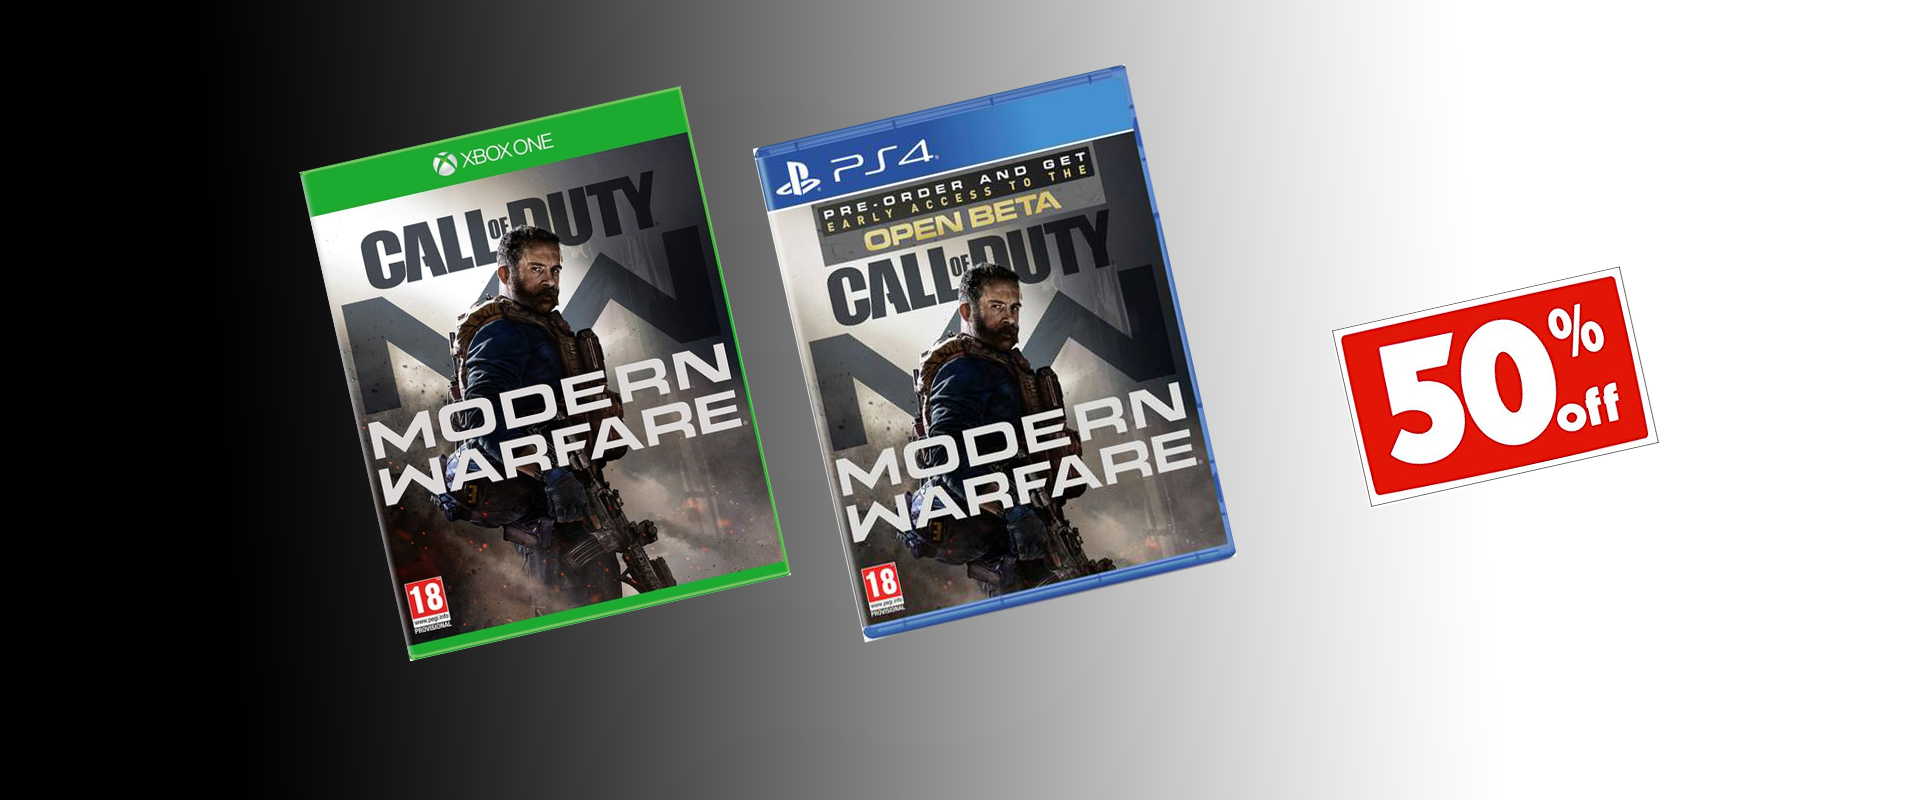 XBOX ONE
CALL OF DUTY
MODERN
WARFARE
18
www.pegi.info
PROVISIONAL
PS4
PRE-ORDER AND GET
EARLY ACCESS TO THE
OPEN BETA
CALL OF DUTY
MODERN
WARFARE
18
www.pegi.info
PROVISIONAL
50%
off